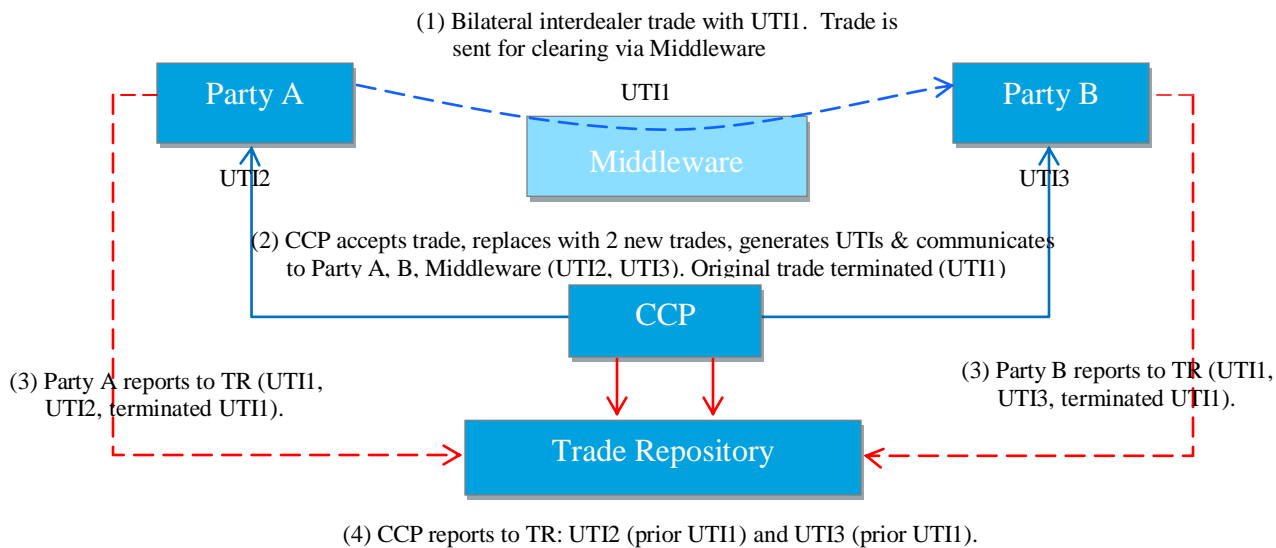 (1) Bilateral interdealer trade with UTI1.  Trade is
sent for clearing via Middleware
Party A
UTI1
Party B
Middleware
UTI2
UTI3
(2) CCP accepts trade, replaces with 2 new trades, generates UTIs & communicates
to Party A, B, Middleware (UTI2, UTI3). Original trade terminated (UTI1)
CCP
(3) Party A reports to TR (UTI1,
UTI2, terminated UTI1).
(3) Party B reports to TR (UTI1,
UTI3, terminated UTI1).
Trade Repository
(4) CCP reports to TR: UTI2 (prior UTI1) and UTI3 (prior UTI1).